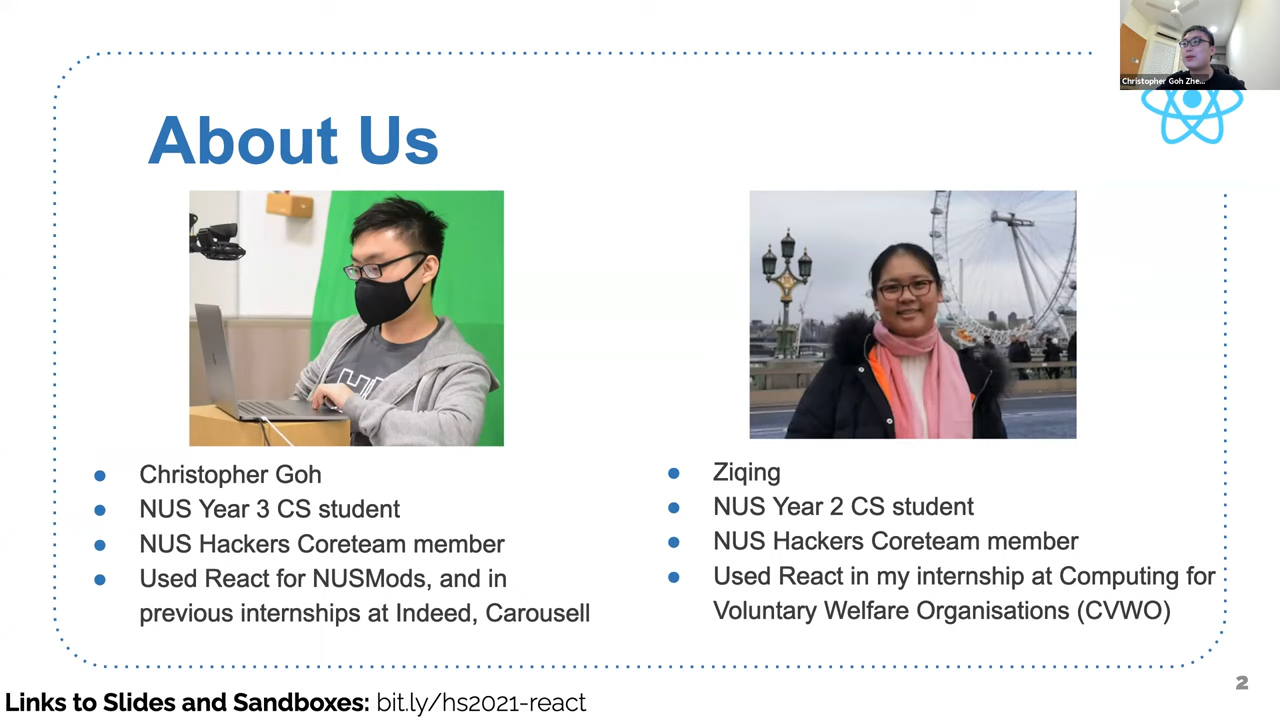 Christopher Goh Zhe...
About Us
Christopher Goh
NUS Year 3 CS student
NUS Hackers Coreteam member
Used React for NUSMods, and in
previous internships at Indeed, Carousell
Ziqing
NUS Year 2 CS student
NUS Hackers Coreteam member
Used React in my internship at Computing for
Voluntary Welfare Organisations (CVWO)
2
Links to Slides and Sandboxes: bit.ly/hs2021-react